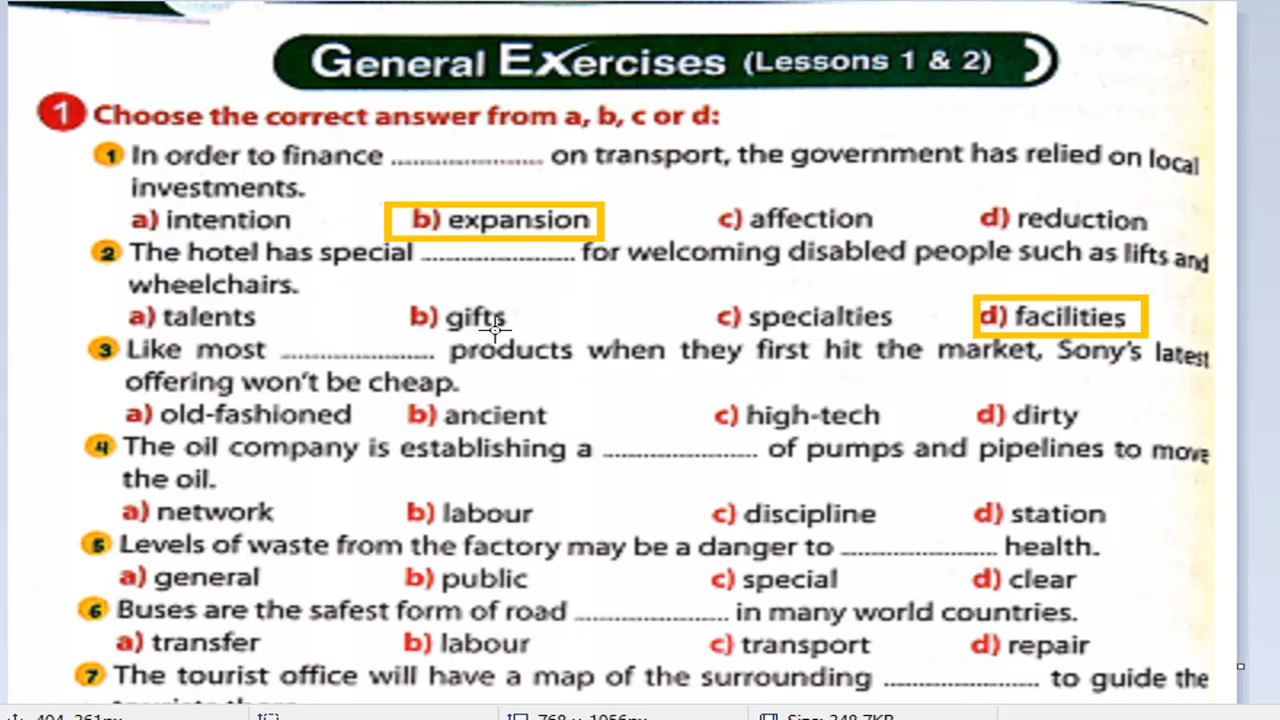 General Exercises (Lessons 1 & 2)
1 Choose the correct answer from a, b, c or d:
1 In order to finance .................... on transport, the government has relied on local
investments.
a) intention b) expansion c) affection d) reduction
2 The hotel has special .................... for welcoming disabled people such as lifts and
wheelchairs.
a) talents b) gifts c) specialties d) facilities
3 Like most .................... products when they first hit the market, Sony's latest
offering won't be cheap.
a) old-fashioned b) ancient c) high-tech d) dirty
4 The oil company is establishing a .................... of pumps and pipelines to move
the oil.
a) network b) labour c) discipline d) station
5 Levels of waste from the factory may be a danger to .................... health.
a) general b) public c) special d) clear
6 Buses are the safest form of road .................... in many world countries.
a) transfer b) labour c) transport d) repair
7 The tourist office will have a map of the surrounding .................... to guide the